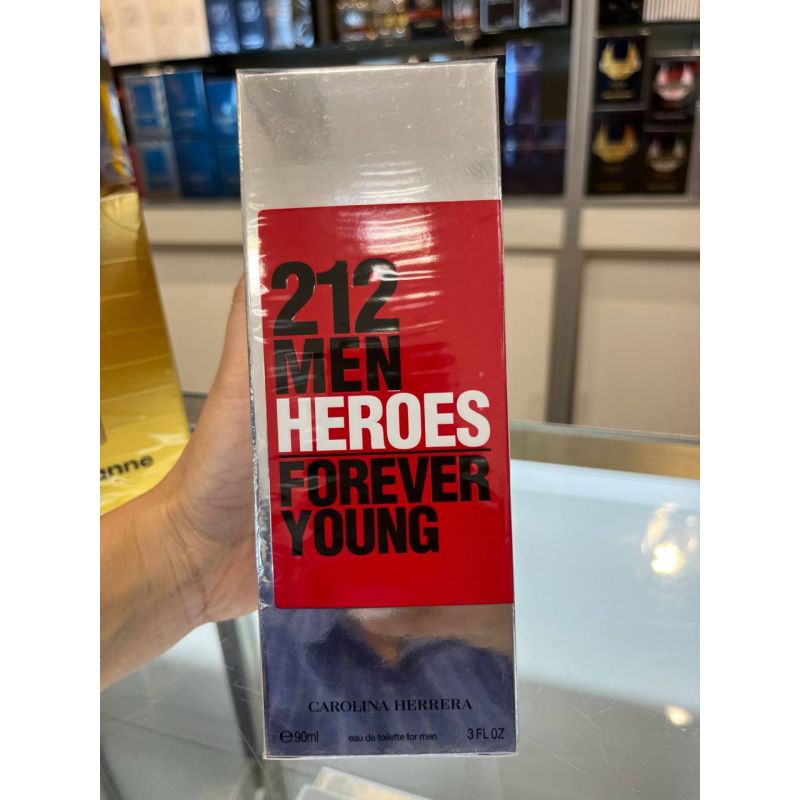 212
MEN
HEROES
FOREVER
YOUNG
CAROLINA HERRERA
℮90ml eau de toilette for men 3 FL OZ
anne